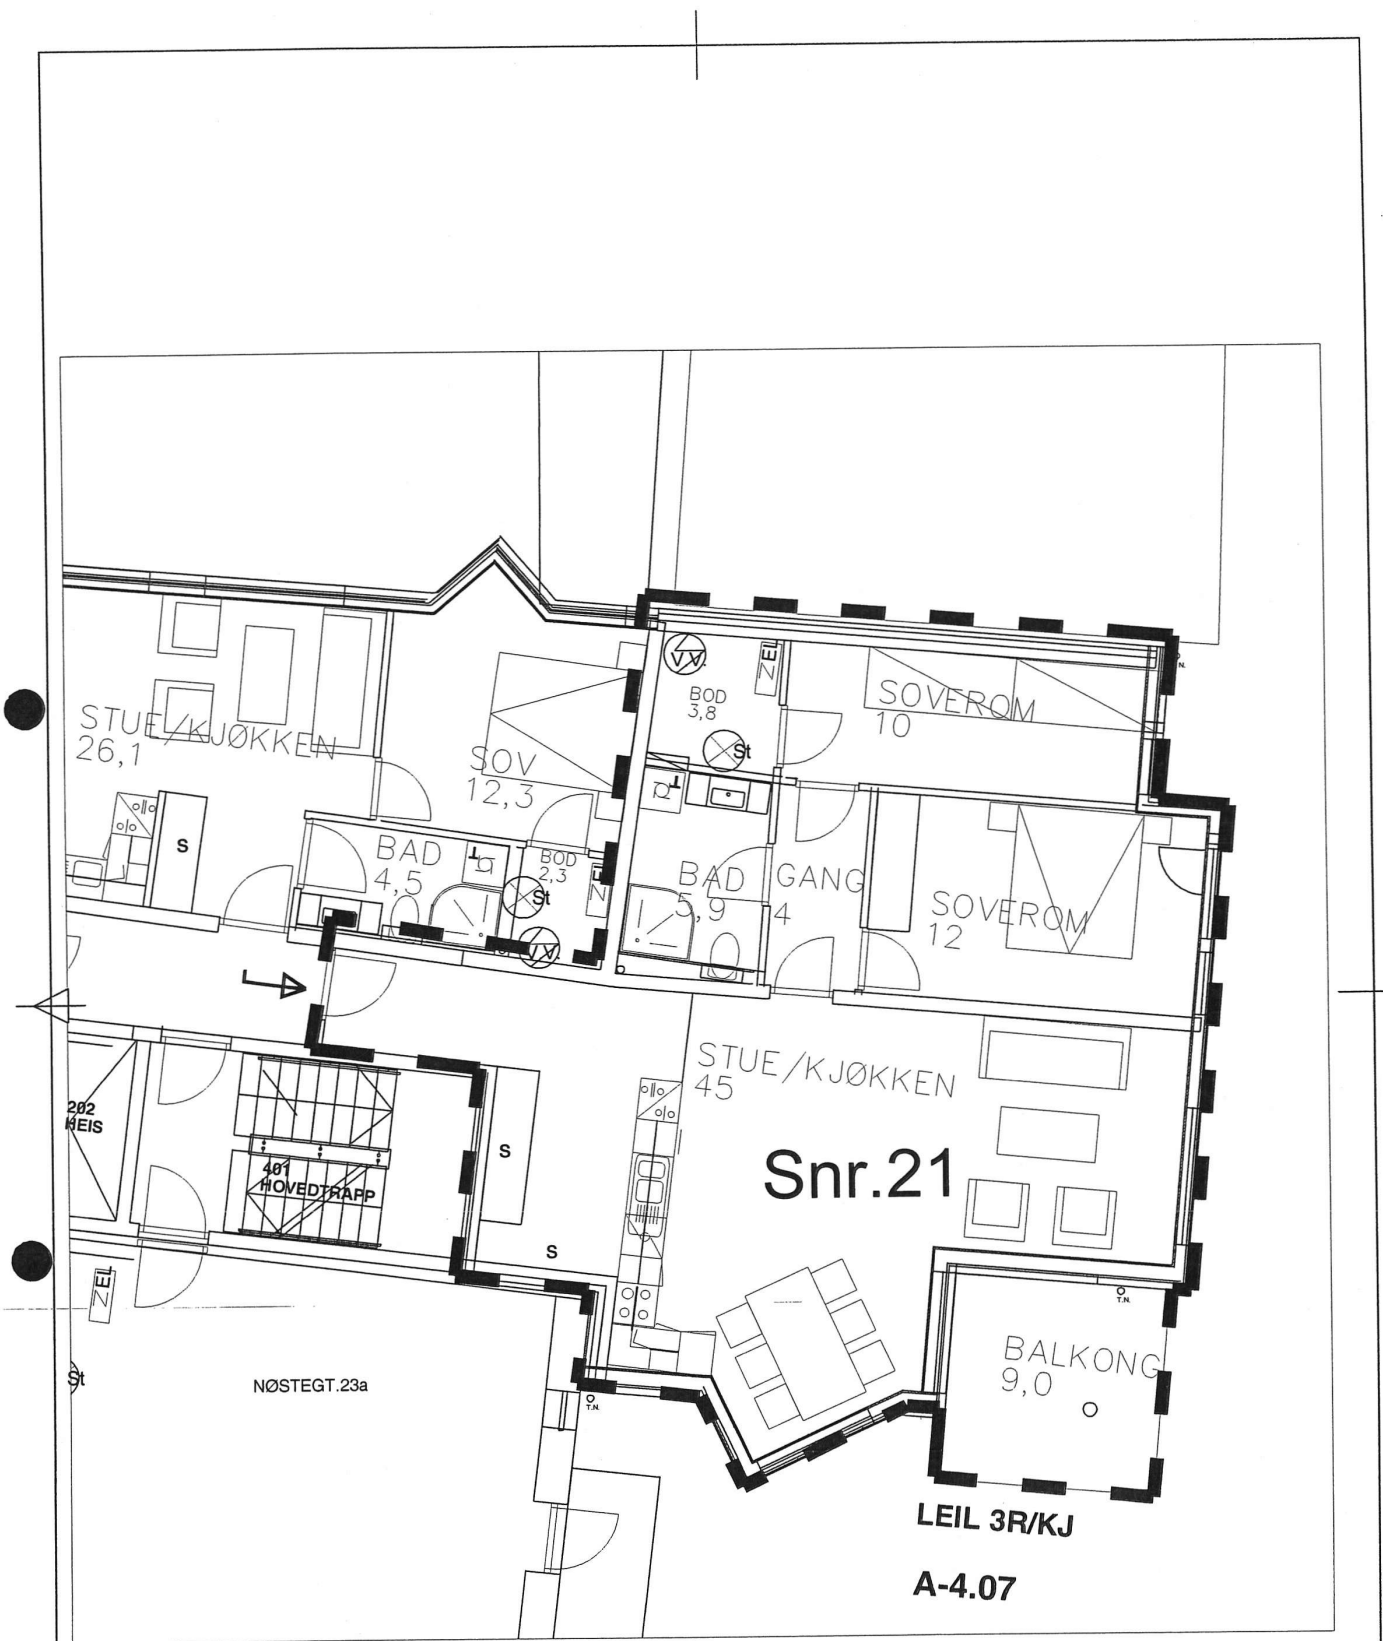 V.V.
ZEL
BOD
3,8
St
SOVEROM
10
STUE/KJØKKEN
26,1
SOV
12,3
T
S
BAD
4,5
T
BOD
2,3
ZEL
St
V.V.
BAD
5,9
GANG
4
SOVEROM
12
STUE/KJØKKEN
45
202
HEIS
401
HOVEDTRAPP
S
Snr.21
S
ZEL
T.N.
BALKONG
9,0
St
NØSTEGT.23a
T.N.
LEIL 3R/KJ
A-4.07